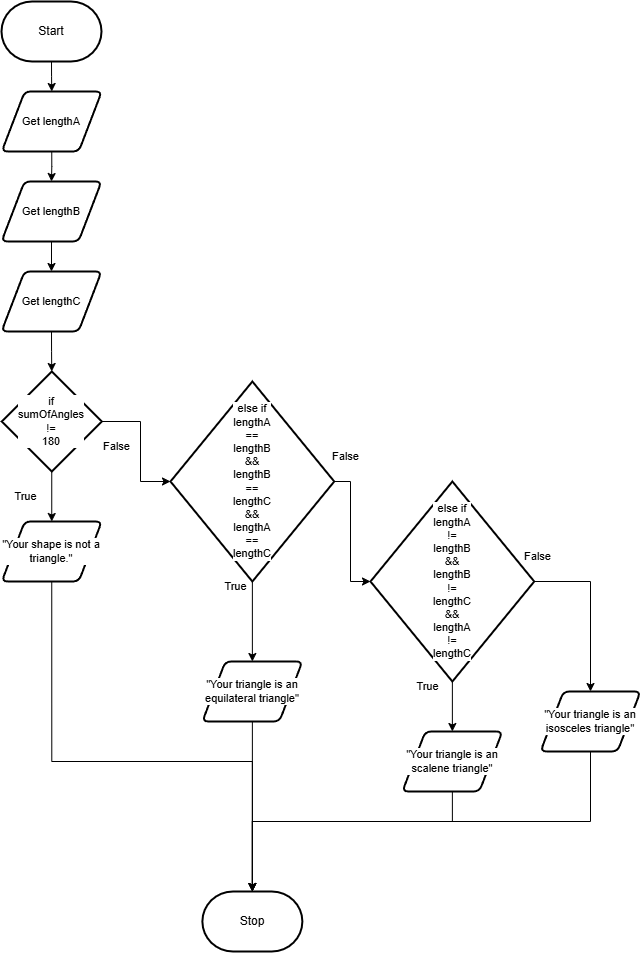 Start
Get lengthA
Get lengthB
Get lengthC
if
sumOfAngles
!=
180
False
True
"Your shape is not a
triangle."
else if
lengthA
==
lengthB
&&
lengthB
==
lengthC
&&
lengthA
==
lengthC
False
True
"Your triangle is an
equilateral triangle"
else if
lengthA
!=
lengthB
&&
lengthB
!=
lengthC
&&
lengthA
!=
lengthC
False
True
"Your triangle is an
scalene triangle"
"Your triangle is an
isosceles triangle"
Stop